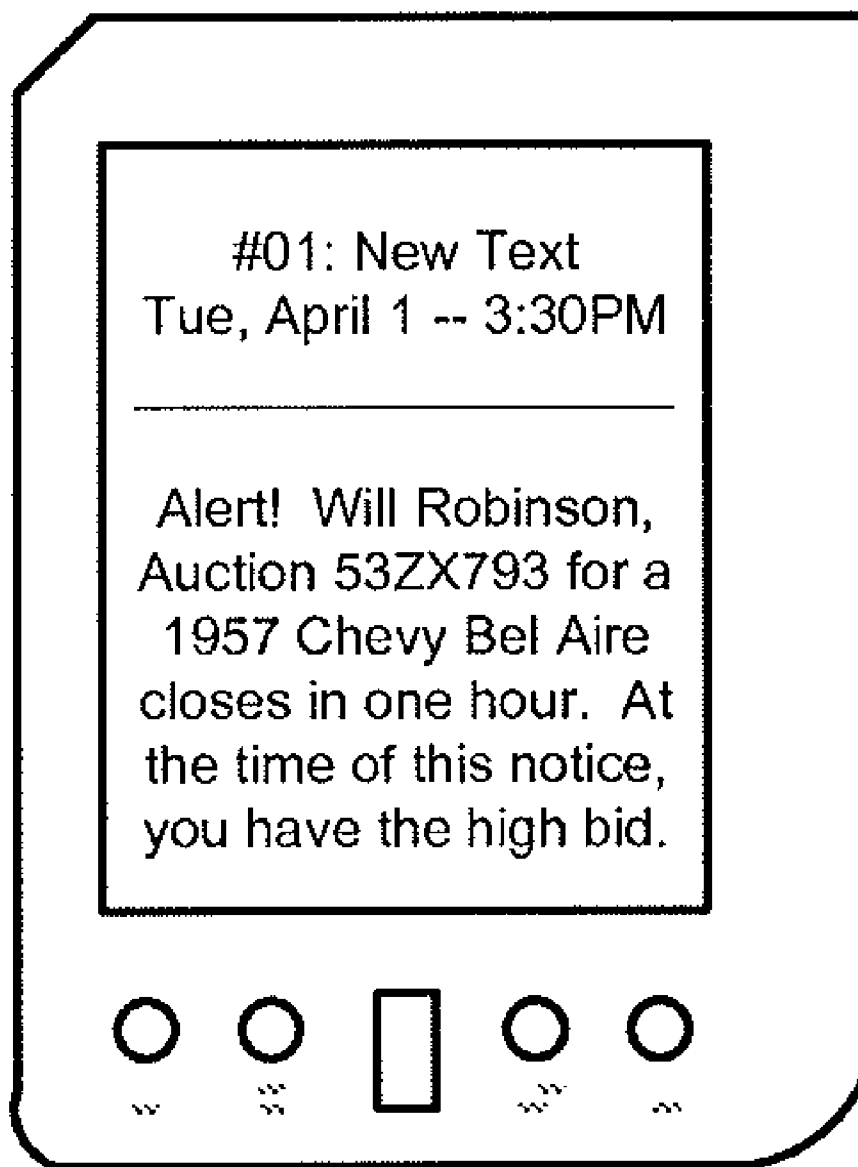 #01: New Text
Tue, April 1 -- 3:30PM
Alert!  Will Robinson,
Auction 53ZX793 for a
1957 Chevy Bel Aire
closes in one hour.  At
the time of this notice,
you have the high bid.